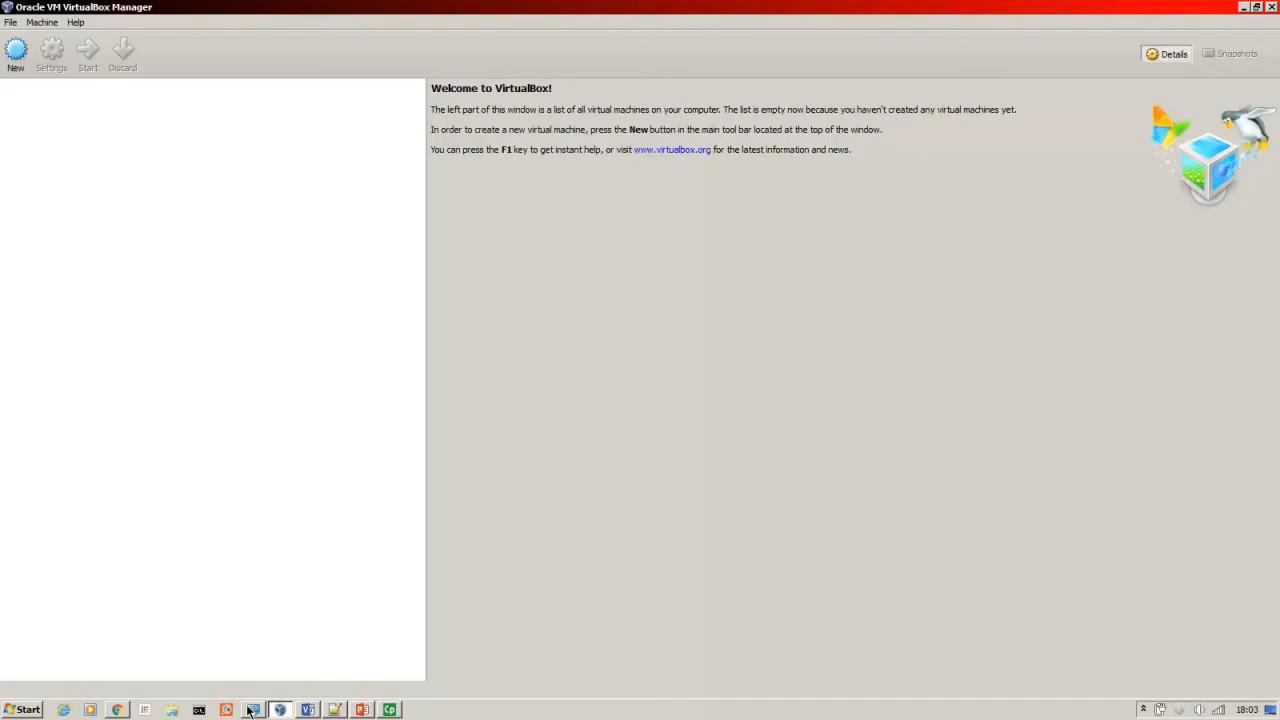 Oracle VM VirtualBox Manager
File Machine Help
New Settings Start Discard
Details Snapshots
Welcome to VirtualBox!
The left part of this window is a list of all virtual machines on your computer. The list is empty now because you haven't created any virtual machines yet.
In order to create a new virtual machine, press the New button in the main tool bar located at the top of the window.
You can press the F1 key to get instant help, or visit www.virtualbox.org for the latest information and news.
Start
Cp
18:03